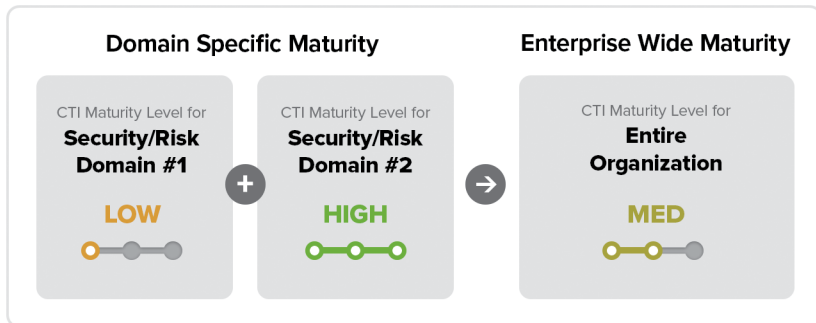 Domain Specific Maturity
CTI Maturity Level for
Security/Risk
Domain #1
LOW
+
CTI Maturity Level for
Security/Risk
Domain #2
HIGH
Enterprise Wide Maturity
CTI Maturity Level for
Entire
Organization
MED